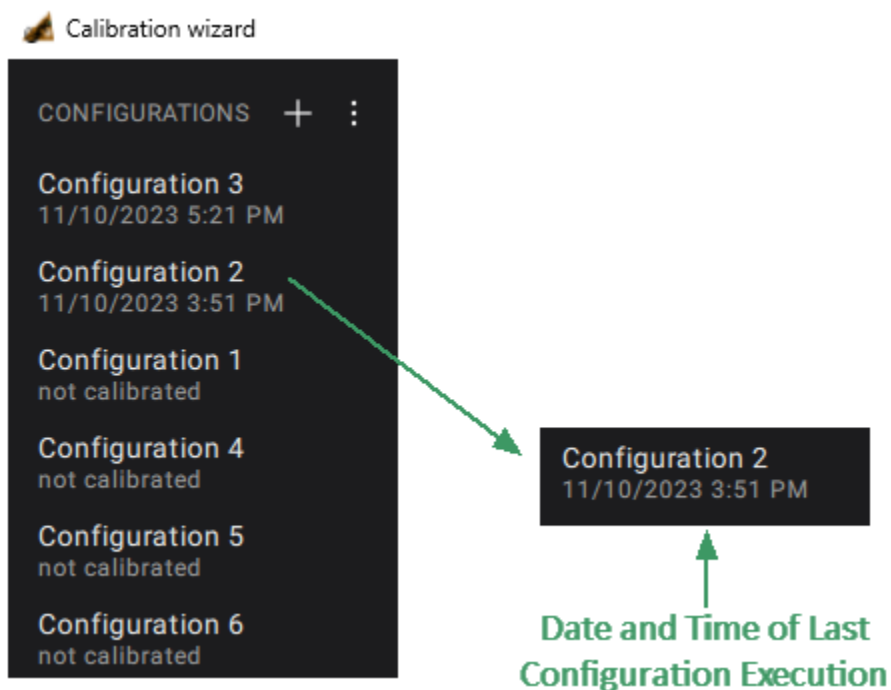 Calibration wizard
CONFIGURATIONS
Configuration 3
11/10/2023 5:21 PM
Configuration 2
11/10/2023 3:51 PM
Configuration 1
not calibrated
Configuration 4
not calibrated
Configuration 5
not calibrated
Configuration 6
not calibrated
Configuration 2
11/10/2023 3:51 PM
Date and Time of Last
Configuration Execution